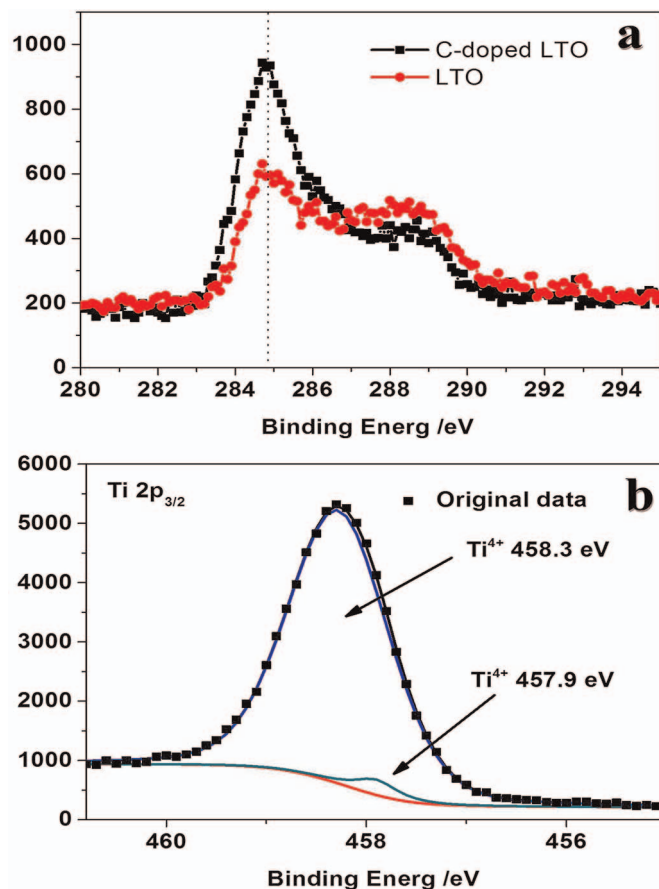 a
C-doped LTO
LTO
1000
800
600
400
200
0
280 282 284 286 288 290 292 294
Binding Energ /eV
6000
5000
4000
3000
2000
1000
0
Ti 2p3/2
b
Original data
Ti4+ 458.3 eV
Ti4+ 457.9 eV
460 458 456
Binding Energ /eV